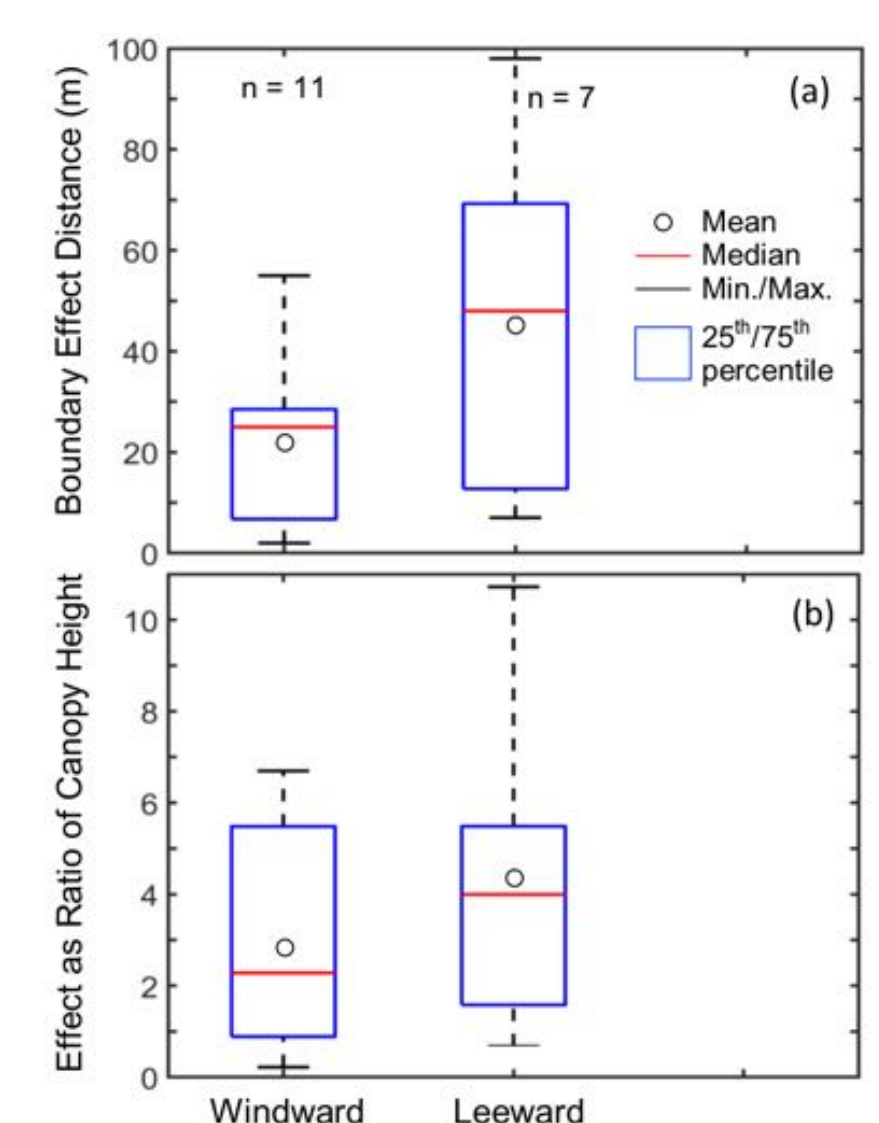 Boundary Effect Distance (m)
100
80
60
40
20
0
n = 11
n = 7
(a)
Mean
Median
Min./Max.
25th/75th
percentile
Effect as Ratio of Canopy Height
10
8
6
4
2
0
(b)
Windward
Leeward